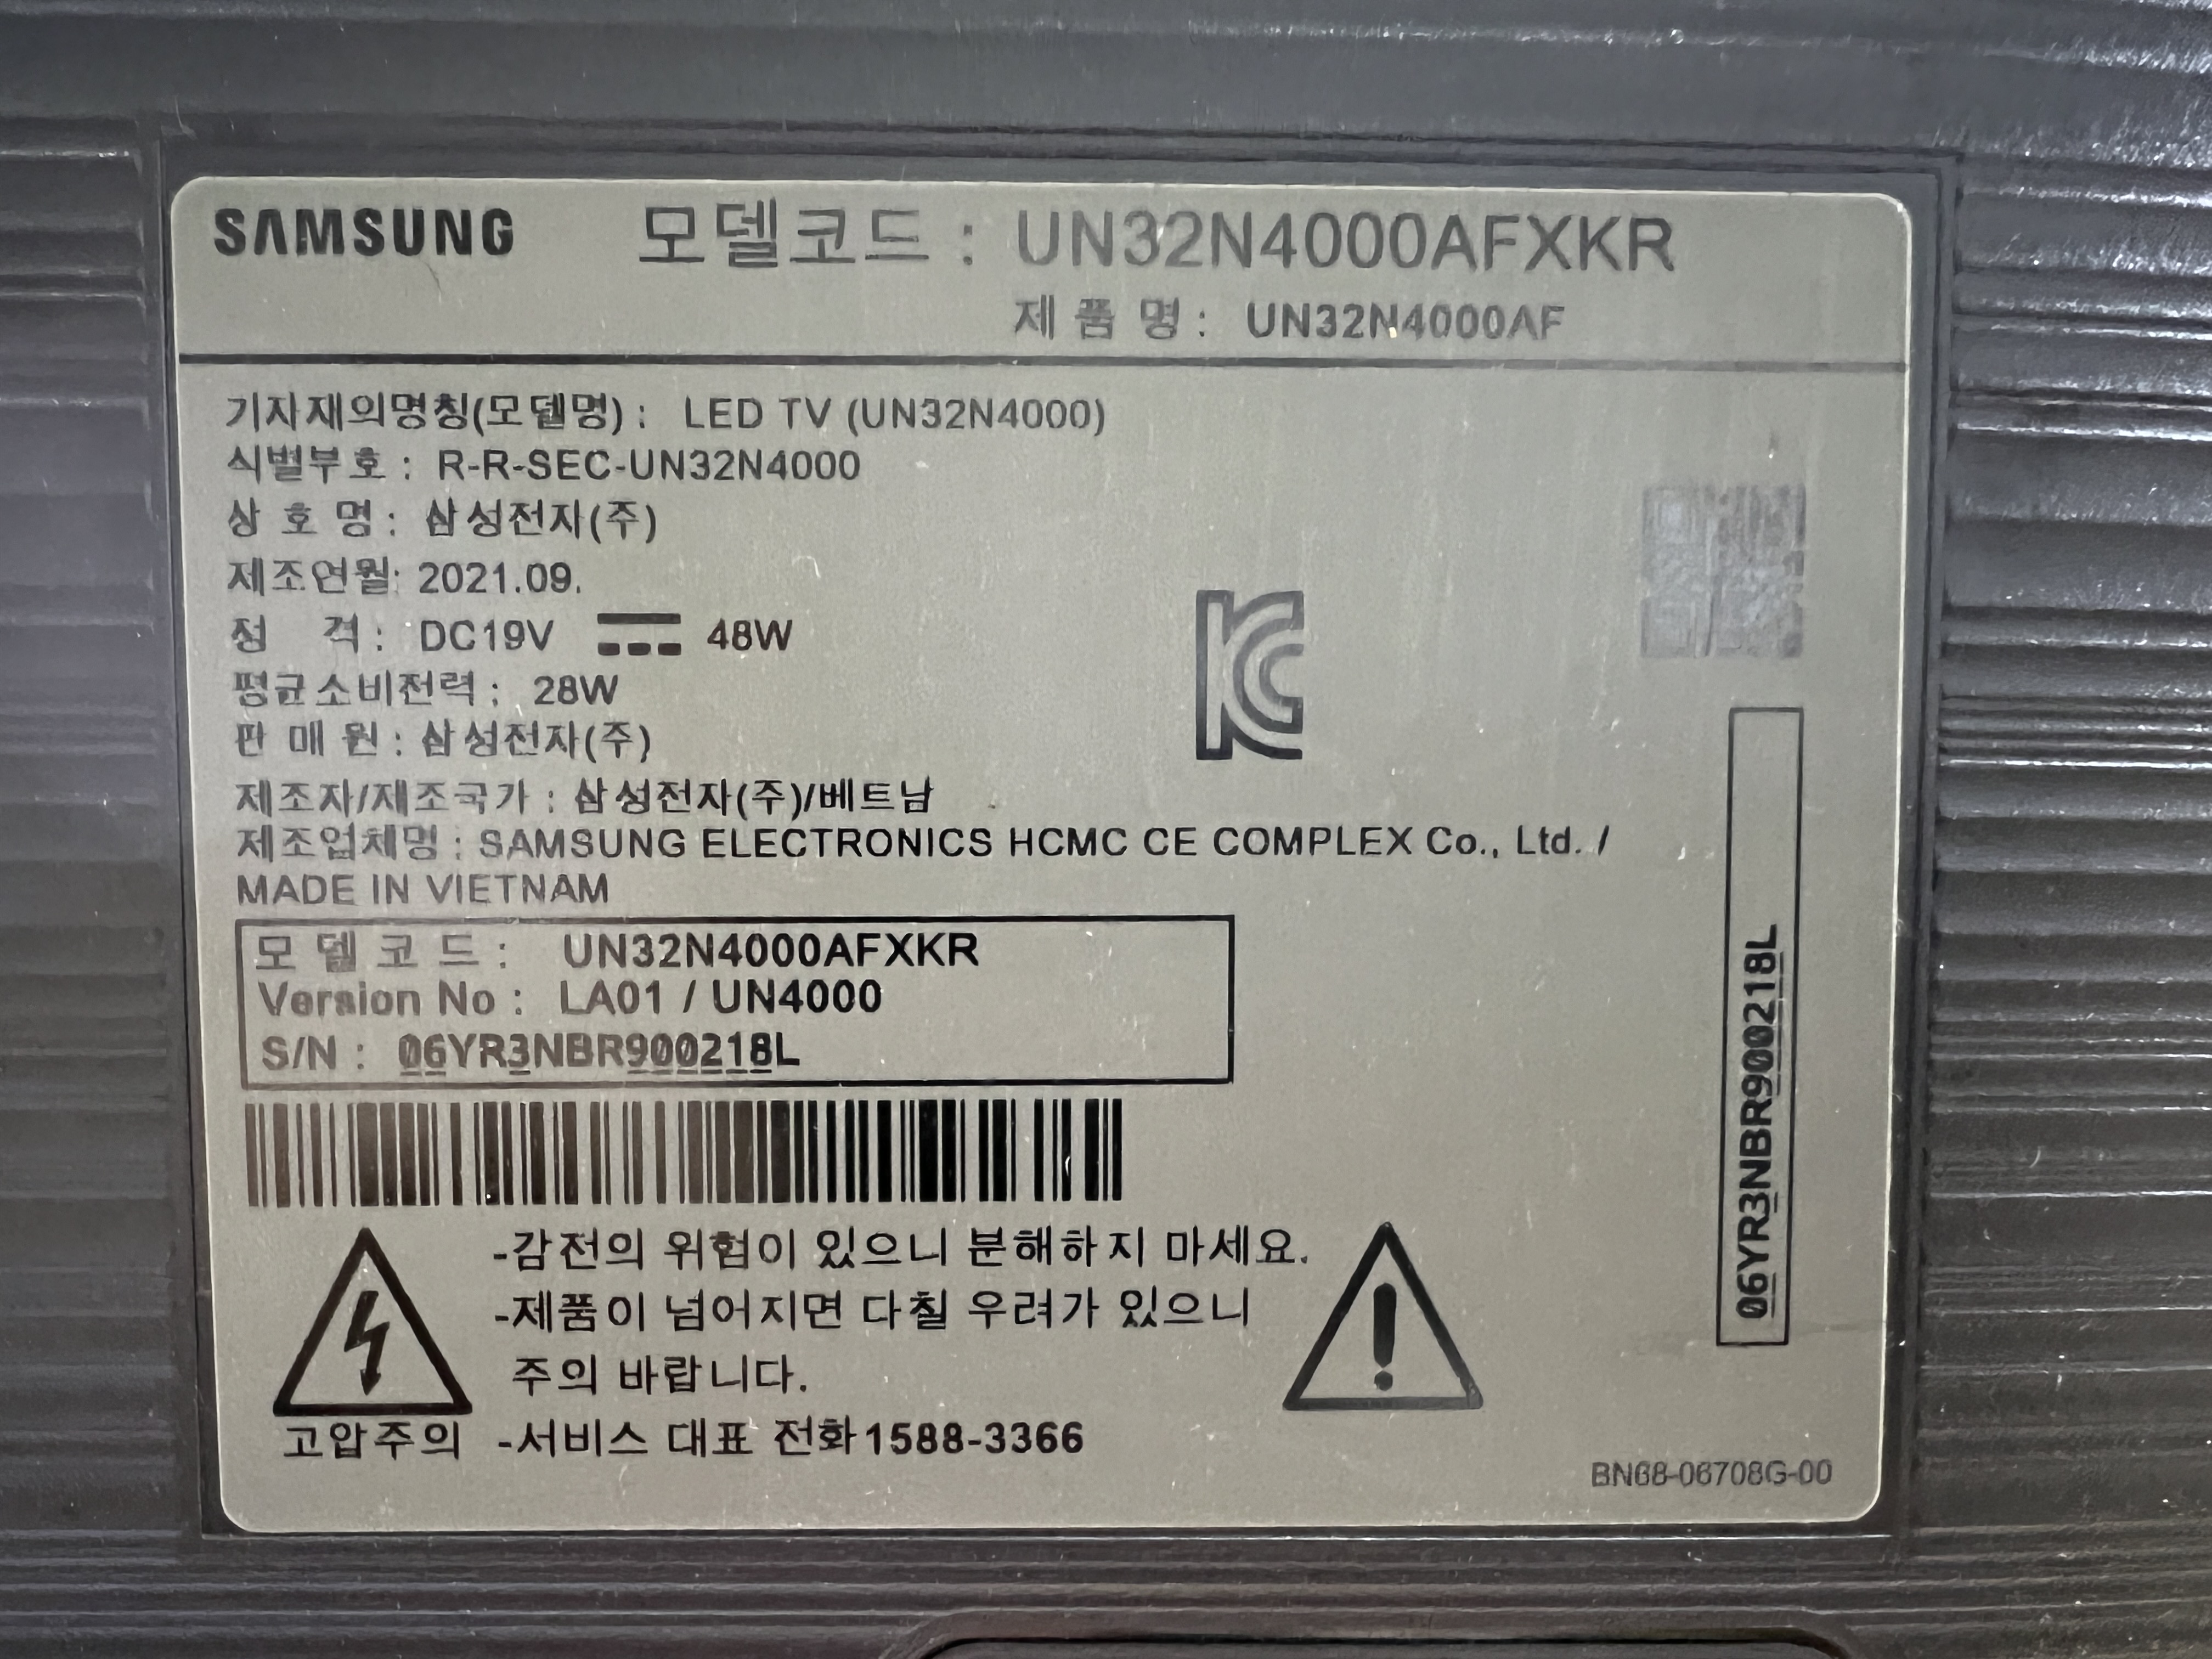 SAMSUNG 모델코드 : UN32N4000AFXKR
제 품 명 : UN32N4000AF
기자재의명칭(모델명) : LED TV (UN32N4000)
식별부호 : R-R-SEC-UN32N4000
상 호 명 : 삼성전자(주)
제조연월: 2021.09.
정 격 : DC19V 48W
평균소비전력 : 28W
판 매 원 : 삼성전자(주)
제조자/제조국가 : 삼성전자(주)/베트남
제조업체명 : SAMSUNG ELECTRONICS HCMC CE COMPLEX Co., Ltd. /
MADE IN VIETNAM
모 델 코 드 : UN32N4000AFXKR
Version No : LA01 / UN4000
S/N : 06YR3NBR900218L
06YR3NBR900218L
-감전의 위험이 있으니 분해하지 마세요.
-제품이 넘어지면 다칠 우려가 있으니
주의 바랍니다.
고압주의 -서비스 대표 전화1588-3366
BN68-06708G-00